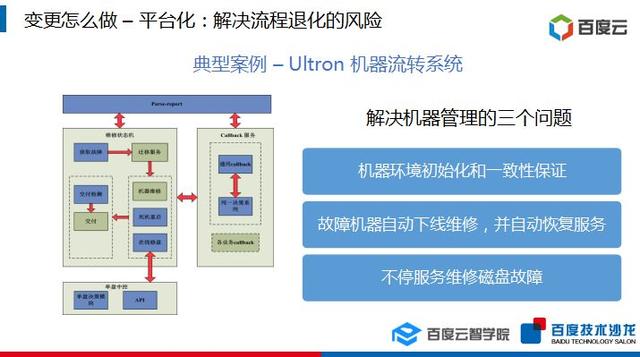 变更怎么做 – 平台化：解决流程退化的风险
百度云
典型案例 – Ultron 机器流转系统
Parse-report
维修状态机
获取故障
迁移服务
交付检测
交付
机器维修
死机重启
在线修盘
Callback 服务
通用callback
统一决策系统
各业务callback
单盘中控
单盘决策模块
API
解决机器管理的三个问题
机器环境初始化和一致性保证
故障机器自动下线维修，并自动恢复服务
不停服务维修磁盘故障
百度云智学院
百度技术沙龙
BAIDU TECHNOLOGY SALON